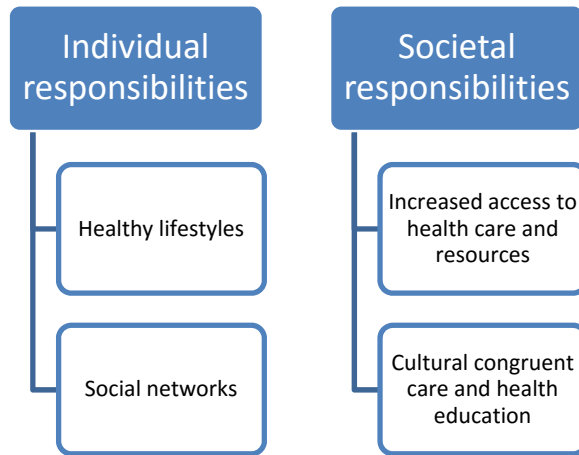 Individual
responsibilities
Healthy lifestyles
Social networks
Societal
responsibilities
Increased access to
health care and
resources
Cultural congruent
care and health
education